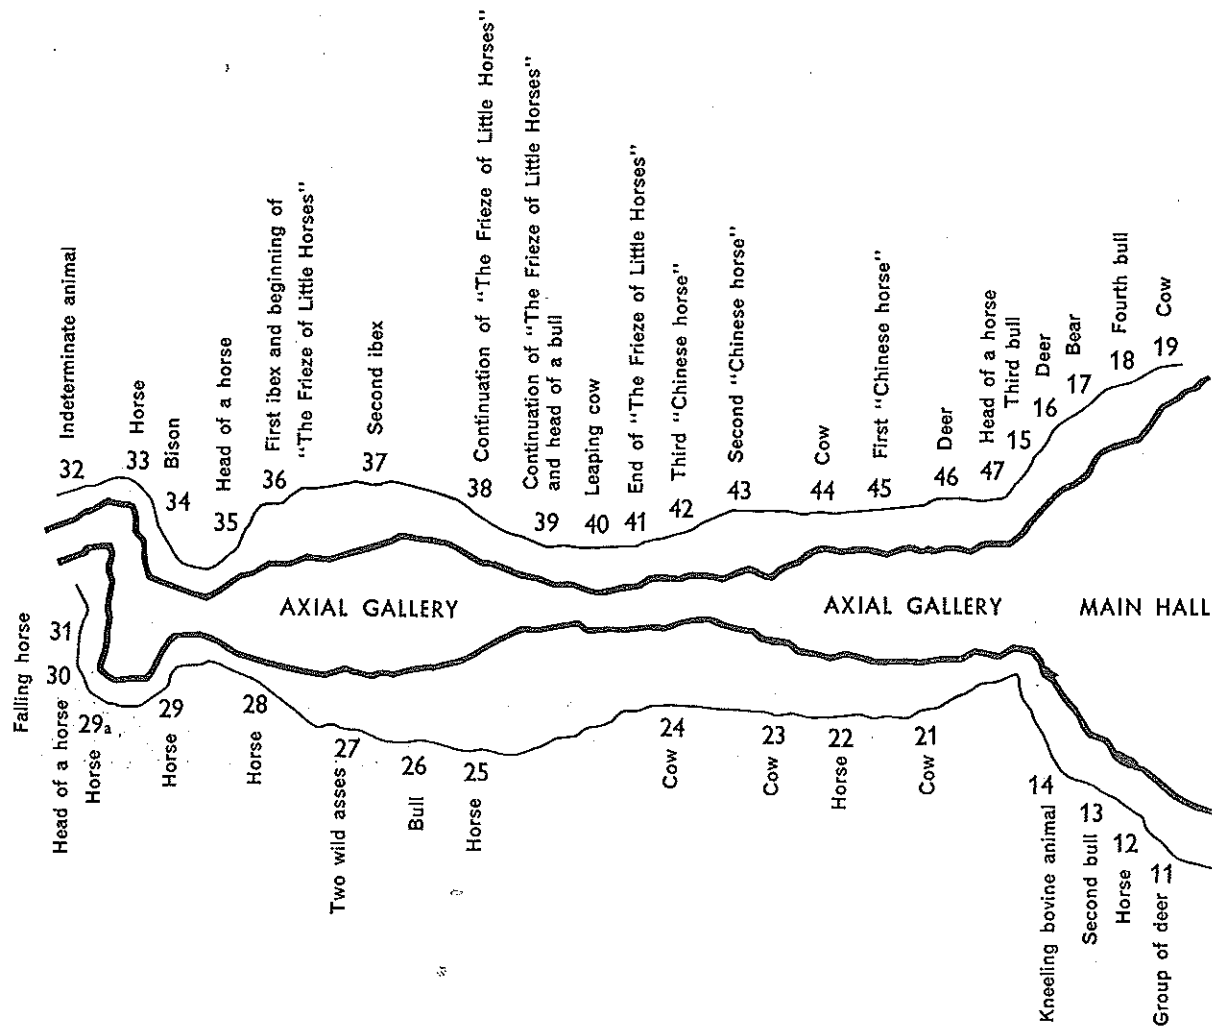 32 Indeterminate animal
33 Horse
34 Bison
35 Head of a horse
36 First ibex and beginning of
"The Frieze of Little Horses"
37 Second ibex
38 Continuation of "The Frieze of Little Horses"
39 Continuation of "The Frieze of Little Horses"
and head of a bull
40 Leaping cow
41 End of "The Frieze of Little Horses"
42 Third "Chinese horse"
43 Second "Chinese horse"
44 Cow
45 First "Chinese horse"
46 Deer
47 Head of a horse
15 Third bull
16 Deer
17 Bear
18 Fourth bull
19 Cow
AXIAL GALLERY
AXIAL GALLERY
MAIN HALL
Falling horse 31
Head of a horse 30
Horse 29a
Horse 29
Horse 28
Two wild asses 27
Bull 26
Horse 25
Cow 24
Cow 23
Horse 22
Cow 21
Kneeling bovine animal 14
Second bull 13
Horse 12
Group of deer 11